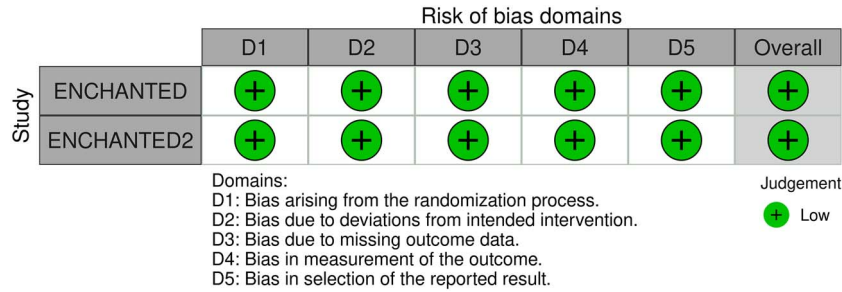 Risk of bias domains
D1 D2 D3 D4 D5 Overall
Study
ENCHANTED + + + + + +
ENCHANTED2 + + + + + +
Domains:
D1: Bias arising from the randomization process.
D2: Bias due to deviations from intended intervention.
D3: Bias due to missing outcome data.
D4: Bias in measurement of the outcome.
D5: Bias in selection of the reported result.
Judgement
+ Low